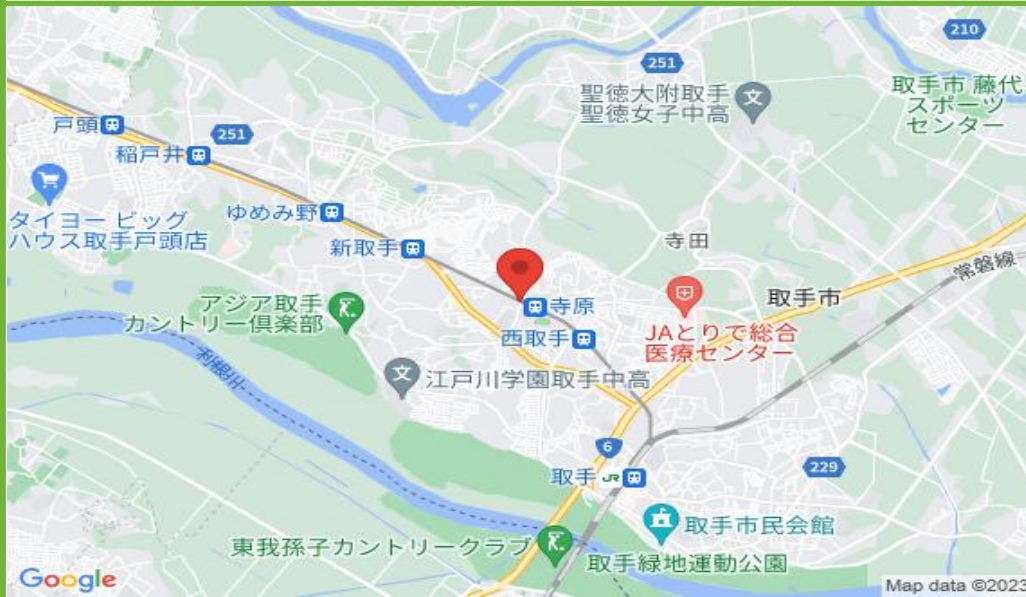 210
251
聖徳大附取手
聖徳女子中高
取手市 藤代
スポーツ
センター
戸頭
251
稲戸井
タイヨー ビッグ
ハウス取手戸頭店
ゆめみ野
新取手
寺田
常磐線
取手市
アジア取手
カントリー倶楽部
寺原
西取手
JAとりで総合
医療センター
利根川
江戸川学園取手中高
6
229
取手
JR
取手市民会館
東我孫子カントリークラブ
取手緑地運動公園
Google
Map data ©2023